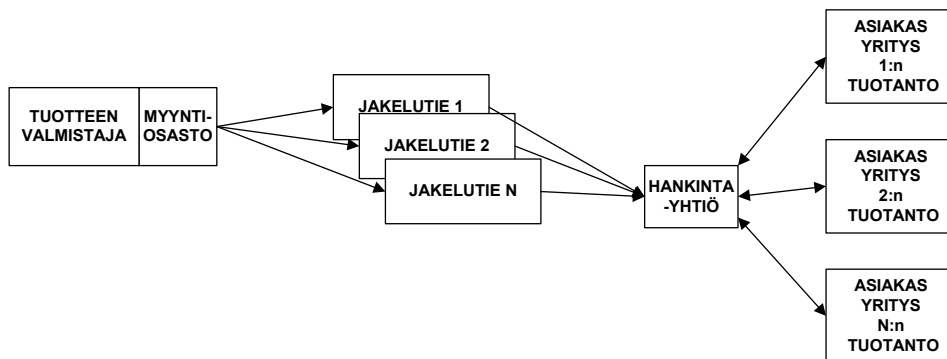 TUOTTEEN
VALMISTAJA
MYYNTI-
OSASTO
JAKELUTIE 1
JAKELUTIE 2
JAKELUTIE N
HANKINTA
-YHTIÖ
ASIAKAS
YRITYS
1:n
TUOTANTO
ASIAKAS
YRITYS
2:n
TUOTANTO
ASIAKAS
YRITYS
N:n
TUOTANTO